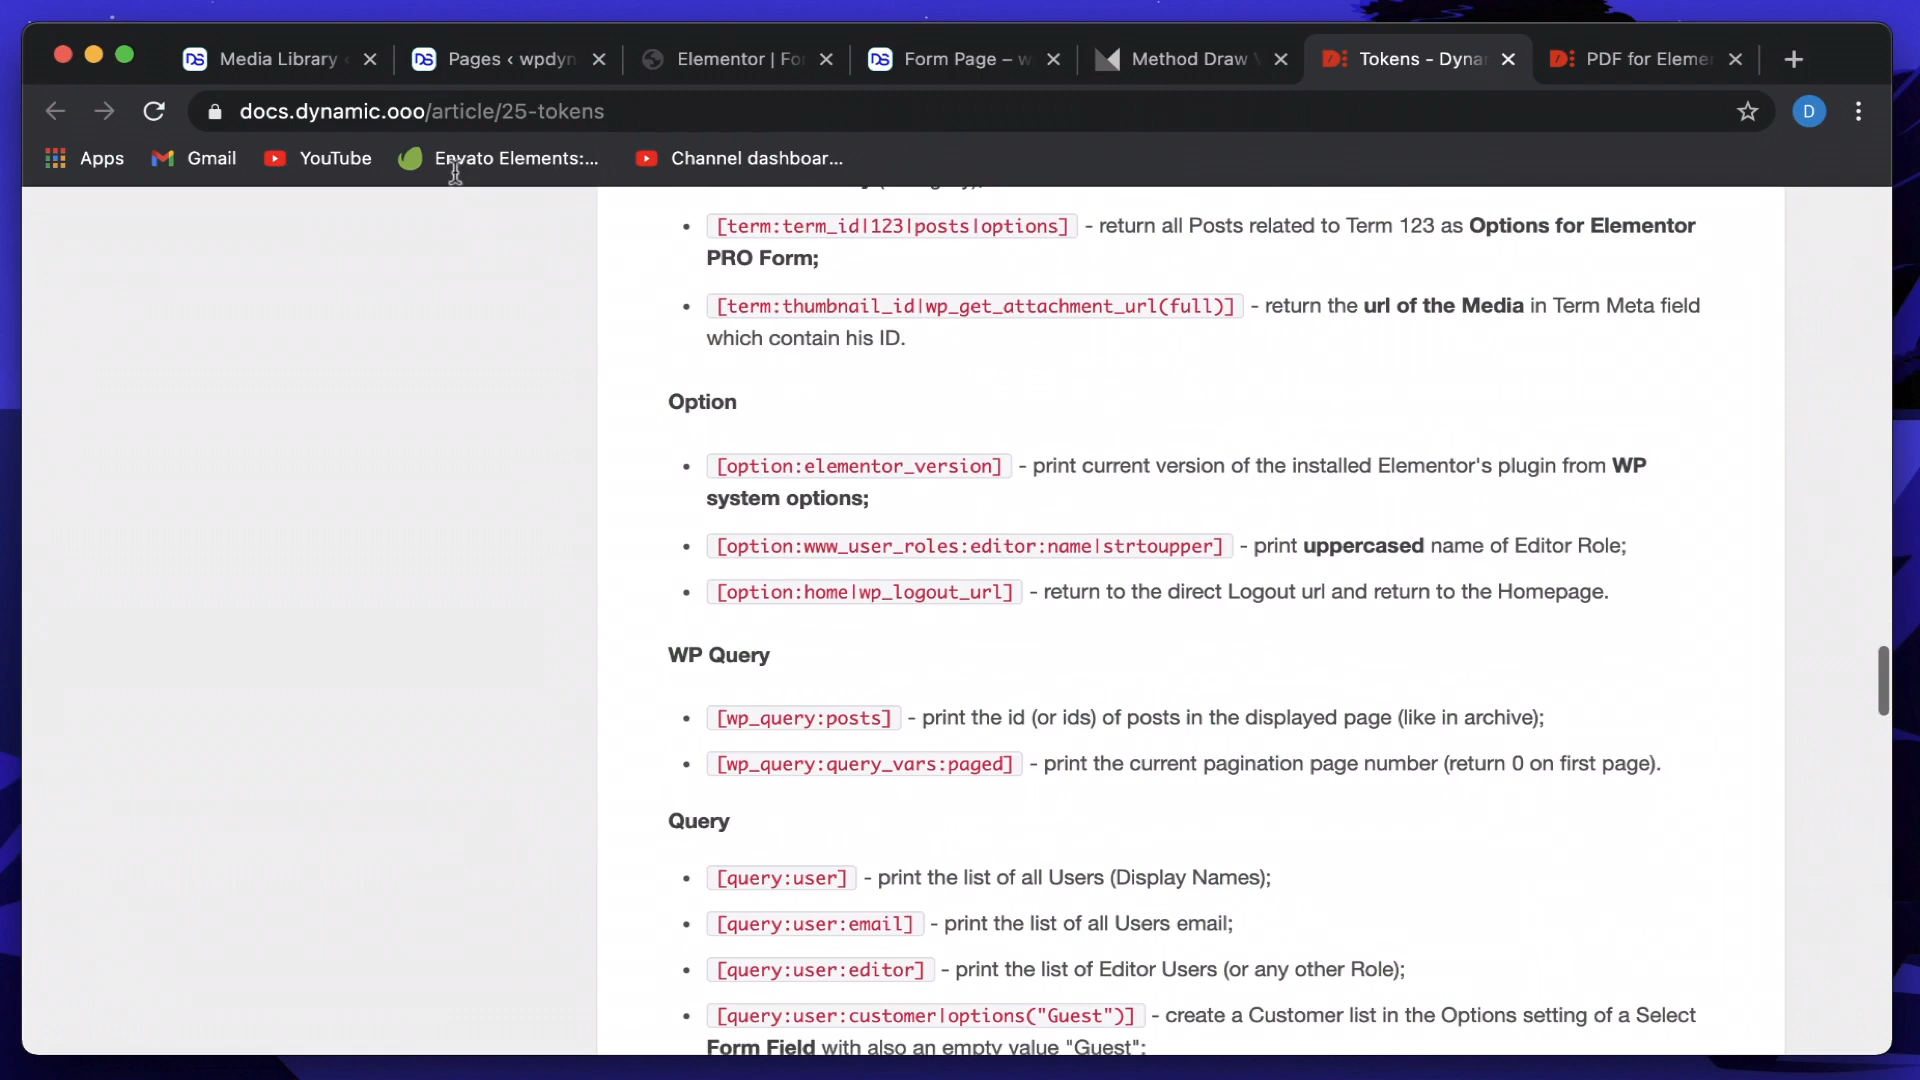 Media Library <
Pages < wpdyn
Elementor | Fo
Form Page – w
Method Draw
Tokens - Dyna
PDF for Eleme
docs.dynamic.ooo/article/25-tokens
D
Apps
Gmail
YouTube
Envato Elements:...
Channel dashboar...
[term:term_id|123|posts|options] - return all Posts related to Term 123 as Options for Elementor
PRO Form;
[term:thumbnail_id|wp_get_attachment_url(full)] - return the url of the Media in Term Meta field
which contain his ID.
Option
[option:elementor_version] - print current version of the installed Elementor's plugin from WP
system options;
[option:www_user_roles:editor:name|strtoupper] - print uppercased name of Editor Role;
[option:home|wp_logout_url] - return to the direct Logout url and return to the Homepage.
WP Query
[wp_query:posts] - print the id (or ids) of posts in the displayed page (like in archive);
[wp_query:query_vars:paged] - print the current pagination page number (return 0 on first page).
Query
[query:user] - print the list of all Users (Display Names);
[query:user:email] - print the list of all Users email;
[query:user:editor] - print the list of Editor Users (or any other Role);
[query:user:customer|options("Guest")] - create a Customer list in the Options setting of a Select
Form Field with also an empty value "Guest";